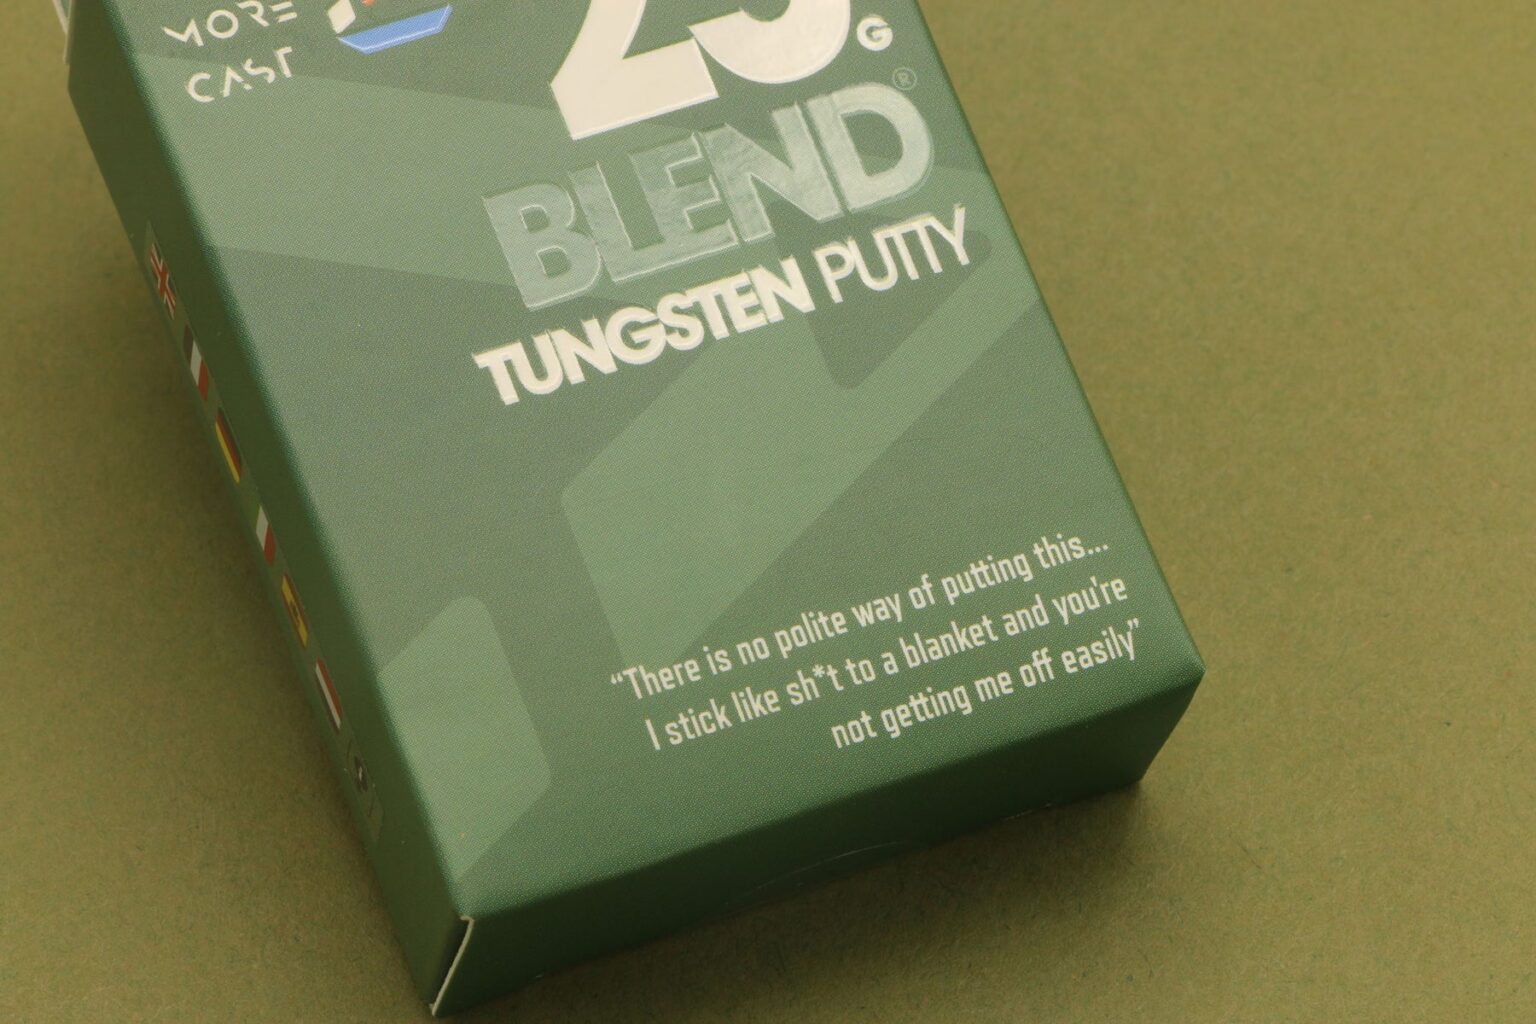 MORE
CAST
25
G
BLEND®
TUNGSTEN PUTTY
“There is no polite way of putting this...
I stick like sh*t to a blanket and you're
not getting me off easily”